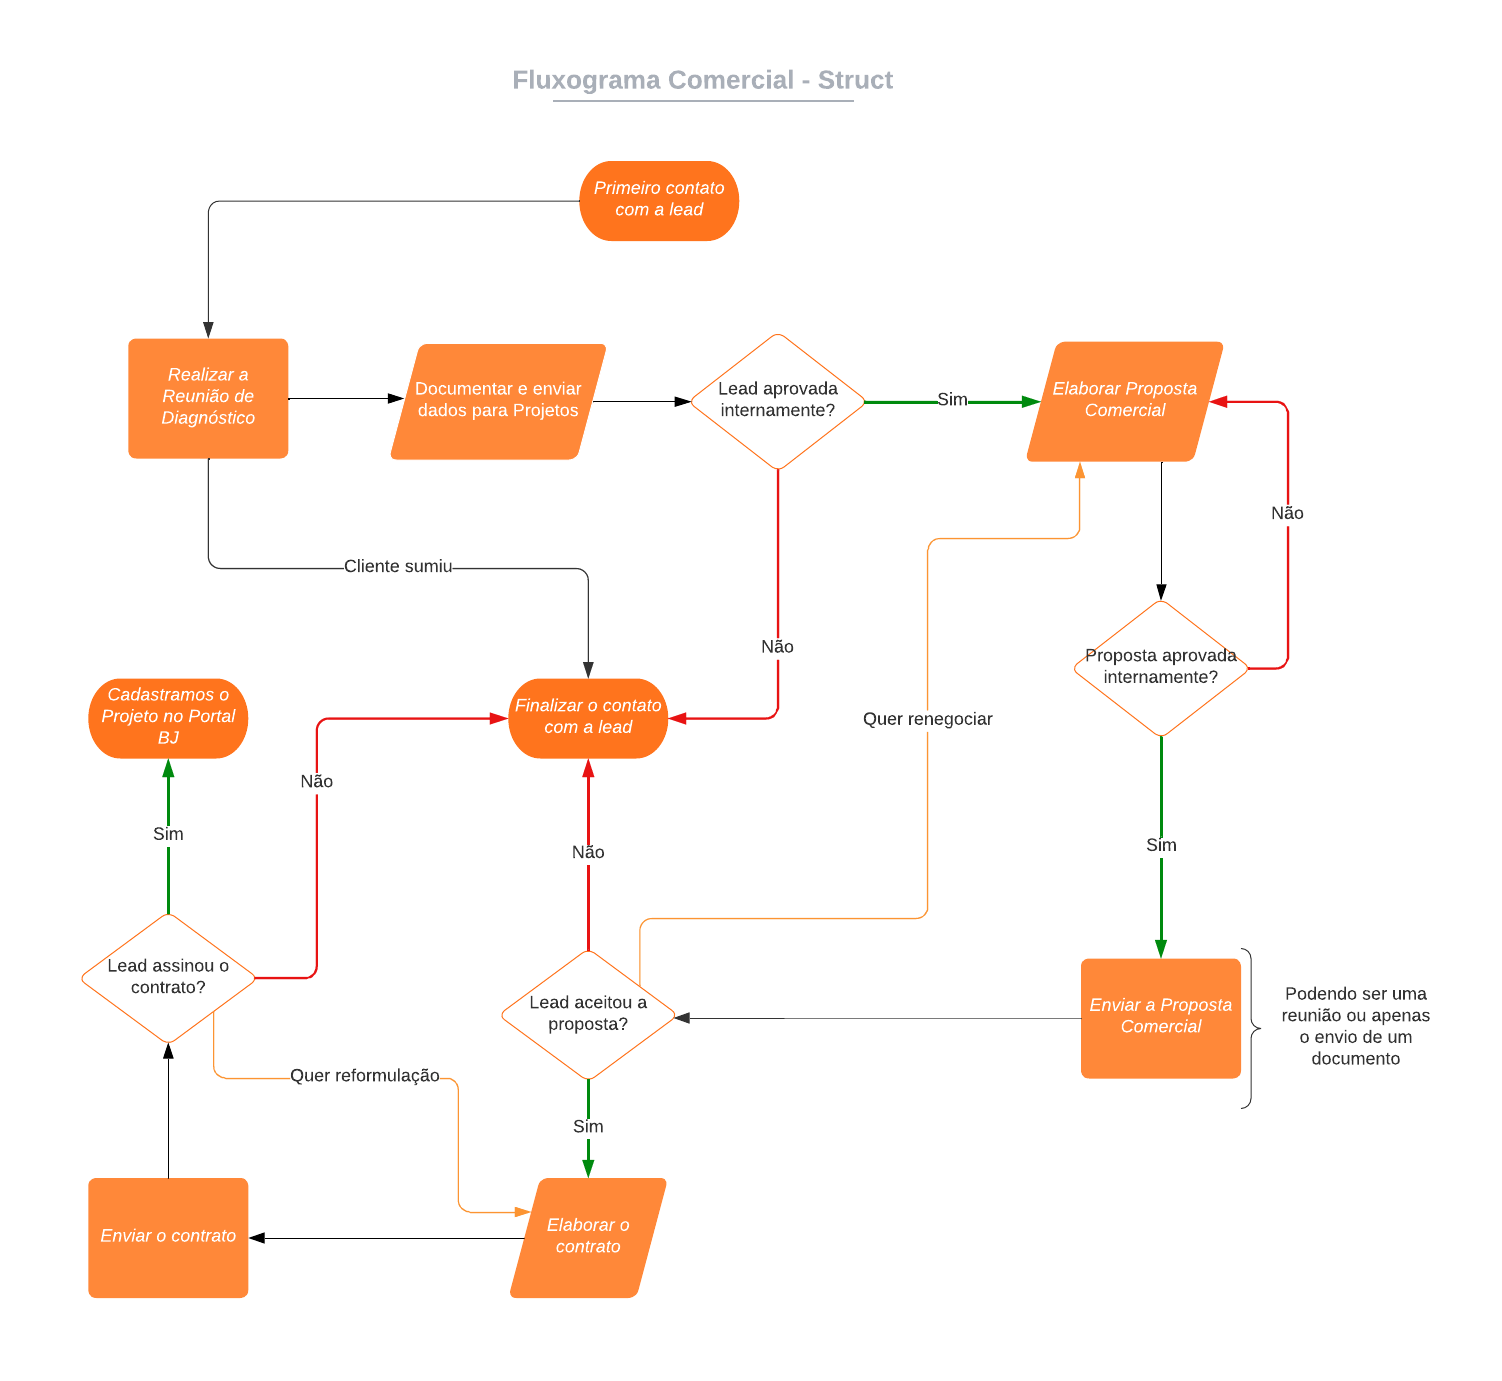 Fluxograma Comercial - Struct
Primeiro contato
com a lead
Realizar a
Reunião de
Diagnóstico
Documentar e enviar
dados para Projetos
Lead aprovada
internamente?
Sim
Elaborar Proposta
Comercial
Não
Cliente sumiu
Não
Proposta aprovada
internamente?
Cadastramos o
Projeto no Portal
BJ
Finalizar o contato
com a lead
Quer renegociar
Não
Sim
Não
Sim
Lead assinou o
contrato?
Lead aceitou a
proposta?
Enviar a Proposta
Comercial
Podendo ser uma
reunião ou apenas
o envio de um
documento
Quer reformulação
Sim
Enviar o contrato
Elaborar o
contrato